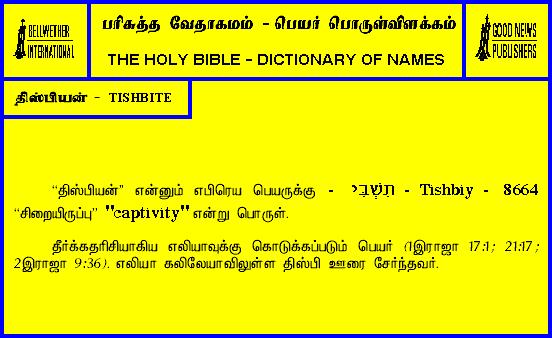 BELLWETHER
INTERNATIONAL
பரிசுத்த வேதாகமம் - பெயர் பொருள்விளக்கம்
THE HOLY BIBLE - DICTIONARY OF NAMES
GOOD NEWS
PUBLISHERS
திஸ்பியன் - TISHBITE
“திஸ்பியன்” என்னும் எபிரெய பெயருக்கு - תִּשְׁבִּי - Tishbiy - 8664
“சிறையிருப்பு” "captivity" என்று பொருள்.
தீர்க்கதரிசியாகிய எலியாவுக்கு கொடுக்கப்படும் பெயர் (1இராஜா 17:1; 21:17;
2இராஜா 9:36). எலியா கலிலேயாவிலுள்ள திஸ்பி ஊரை சேர்ந்தவர்.